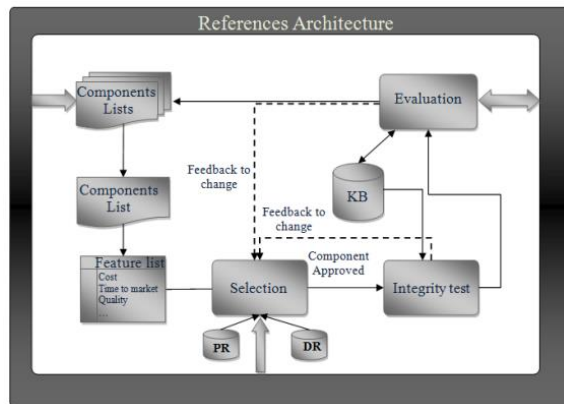 References Architecture
Components
Lists
Evaluation
Feedback to
change
KB
Components
List
Feedback to
change
Feature list
Cost
Time to market
Quality
...
Selection
Component
Approved
Integrity test
PR
DR